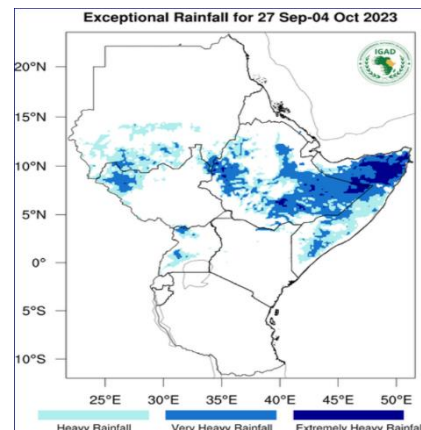 Exceptional Rainfall for 27 Sep-04 Oct 2023
IGAD
20°N
15°N
10°N
5°N
0°
5°S
10°S
25°E 30°E 35°E 40°E 45°E 50°E
Heavy Rainfall Very Heavy Rainfall Extremely Heavy Rainfall